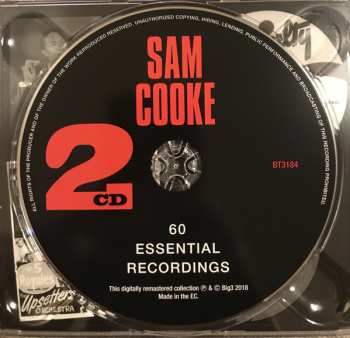 ALL RIGHTS OF THE PRODUCER AND OF THE OWNER OF THE WORK REPRODUCED RESERVED. UNAUTHORIZED COPYING, HIRING, LENDING, PUBLIC PERFORMANCE AND BROADCASTING OF THIS RECORDING PROHIBITED.
SAM
COOKE
2
CD
BT3184
60
ESSENTIAL
RECORDINGS
This digitally remastered collection ℗ & © Big3 2018
Made in the EC.
Upsetters
ORCHESTRA